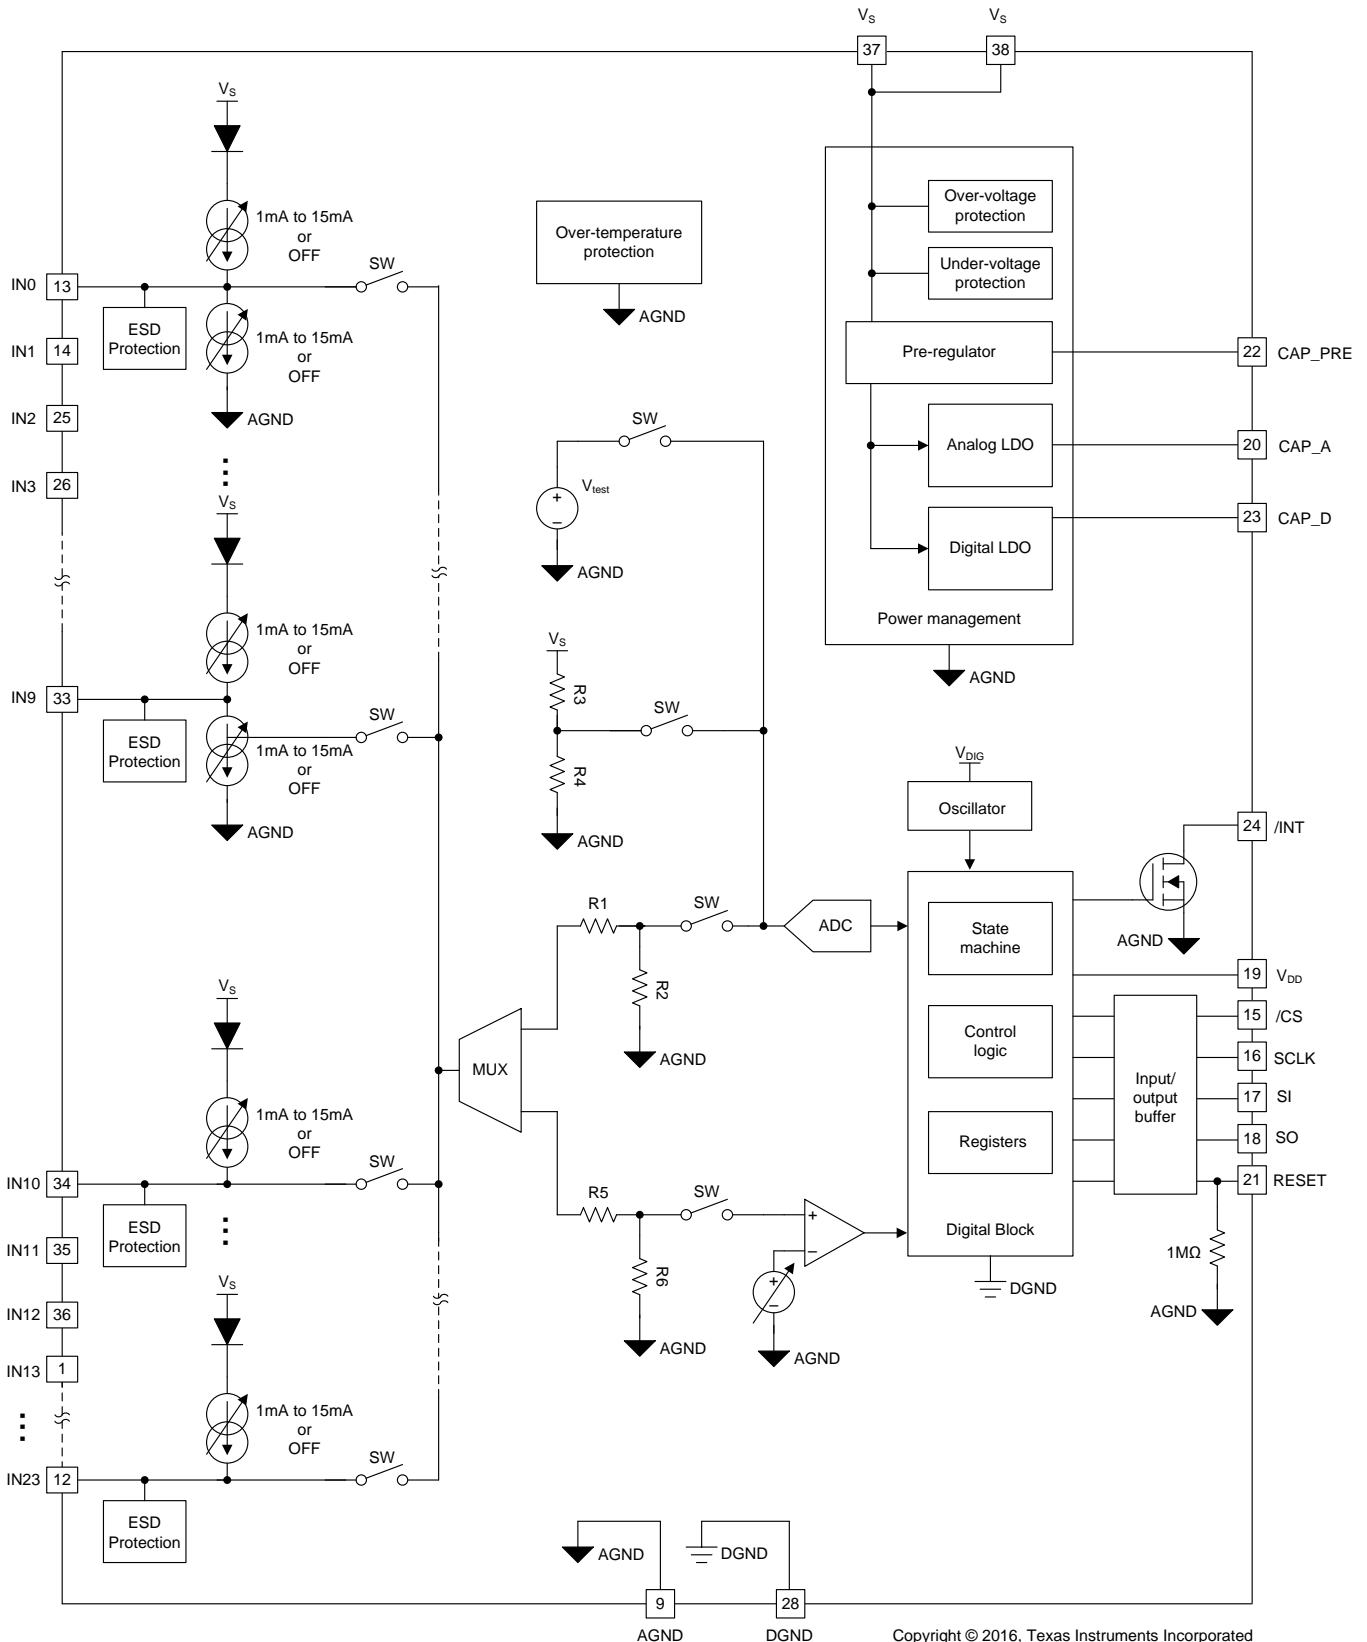 VS
VS
37
38
VS
1mA to 15mA
or
OFF
Over-temperature
protection
AGND
Over-voltage
protection
Under-voltage
protection
Pre-regulator
Analog LDO
Digital LDO
Power management
AGND
IN0
13
SW
ESD
Protection
1mA to 15mA
or
OFF
AGND
IN1
14
IN2
25
IN3
26
22
CAP_PRE
20
CAP_A
23
CAP_D
SW
Vtest
+
–
AGND
...
VS
1mA to 15mA
or
OFF
IN9
33
ESD
Protection
SW
1mA to 15mA
or
OFF
AGND
VS
R3
SW
R4
AGND
VDIG
Oscillator
24
/INT
AGND
R1
SW
ADC
R2
AGND
State
machine
Control
logic
Registers
Digital Block
DGND
19
VDD
15
/CS
16
SCLK
17
SI
18
SO
21
RESET
Input/
output
buffer
1MΩ
AGND
MUX
VS
1mA to 15mA
or
OFF
IN10
34
SW
ESD
Protection
...
R5
SW
+
–
R6
AGND
+
–
AGND
IN11
35
IN12
36
IN13
1
...
VS
1mA to 15mA
or
OFF
IN23
12
SW
ESD
Protection
AGND
DGND
9
28
AGND
DGND
Copyright © 2016, Texas Instruments Incorporated